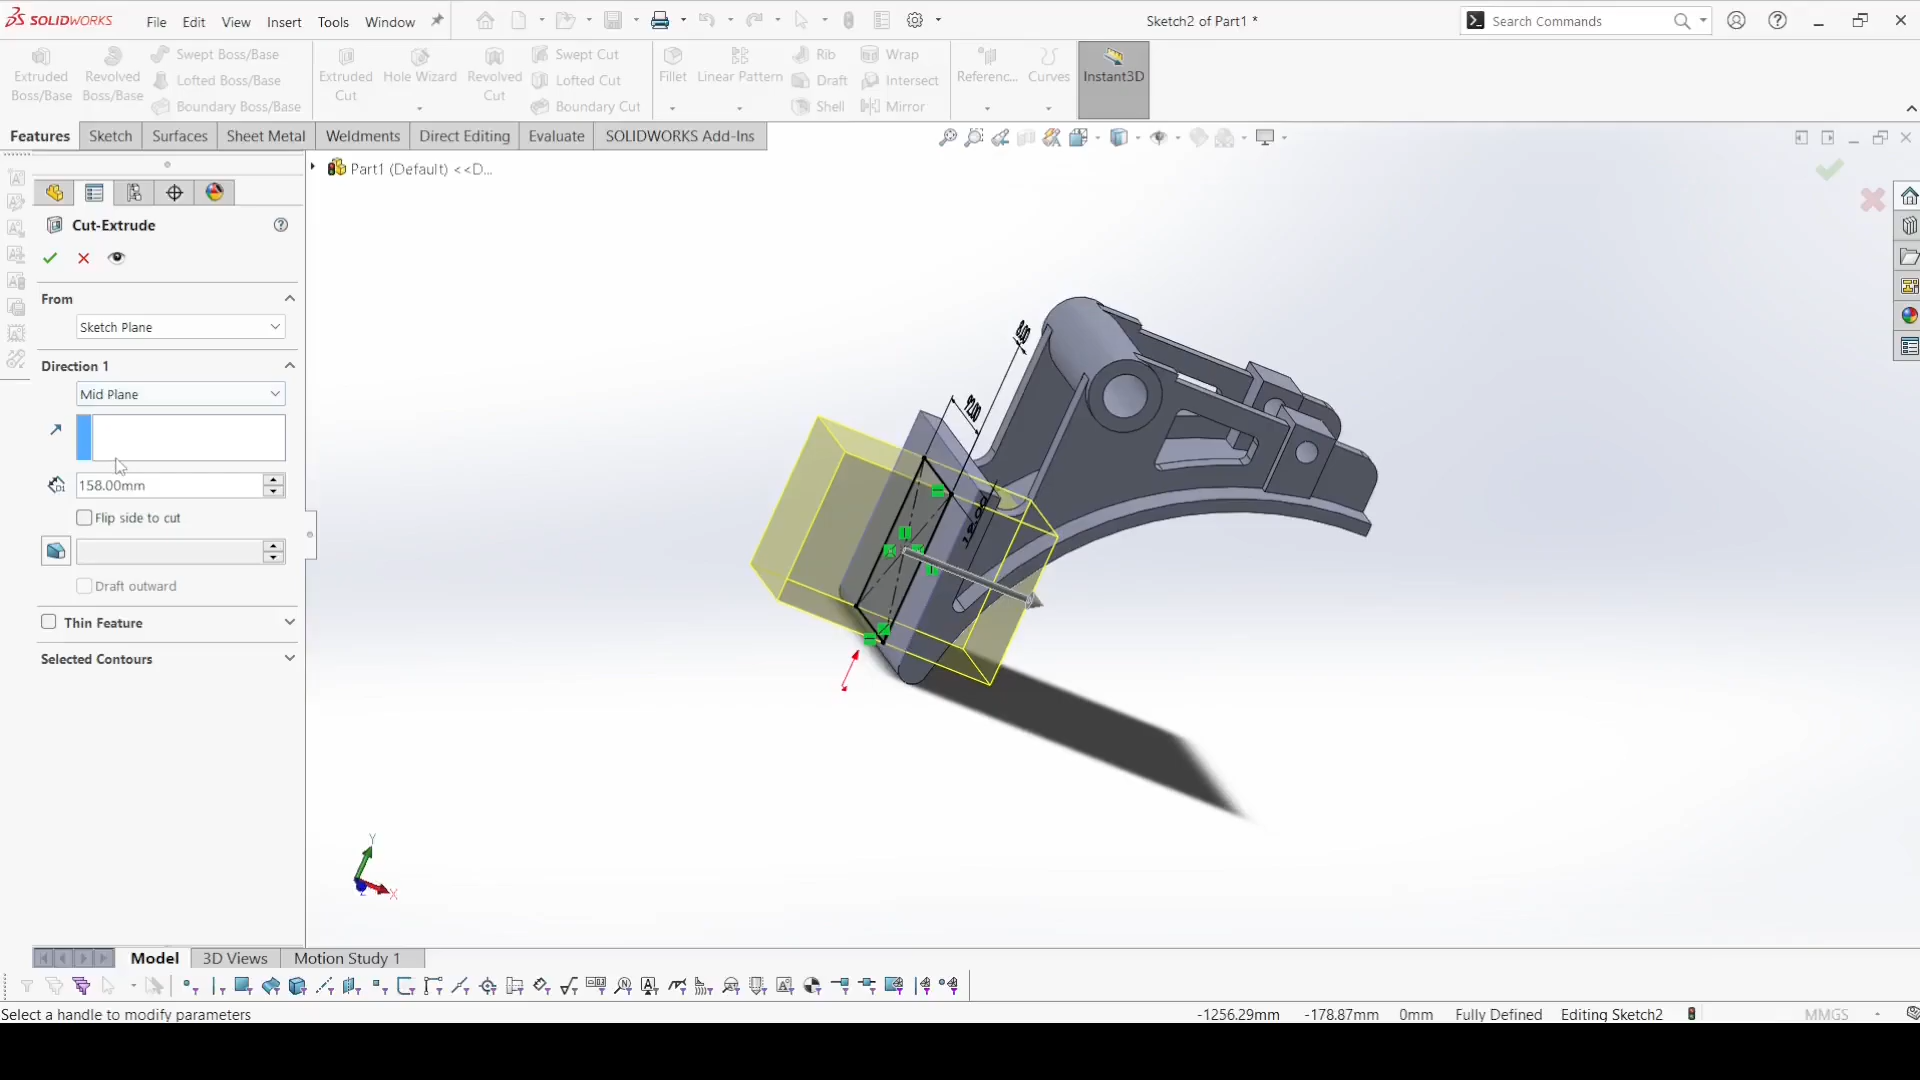 SOLIDWORKS File Edit View Insert Tools Window Sketch2 of Part1 * Search Commands
Extruded Boss/Base
Revolved Boss/Base
Swept Boss/Base
Lofted Boss/Base
Boundary Boss/Base
Extruded Cut
Hole Wizard
Revolved Cut
Swept Cut
Lofted Cut
Boundary Cut
Fillet
Linear Pattern
Rib
Draft
Shell
Wrap
Intersect
Mirror
Referenc...
Curves
Instant3D
Features Sketch Surfaces Sheet Metal Weldments Direct Editing Evaluate SOLIDWORKS Add-Ins
Part1 (Default) <<D...
Cut-Extrude
From
Sketch Plane
Direction 1
Mid Plane
158.00mm
Flip side to cut
Draft outward
Thin Feature
Selected Contours
8.00
92.00
Y
X
Model 3D Views Motion Study 1
Select a handle to modify parameters -1256.29mm -178.87mm 0mm Fully Defined Editing Sketch2 MMGS